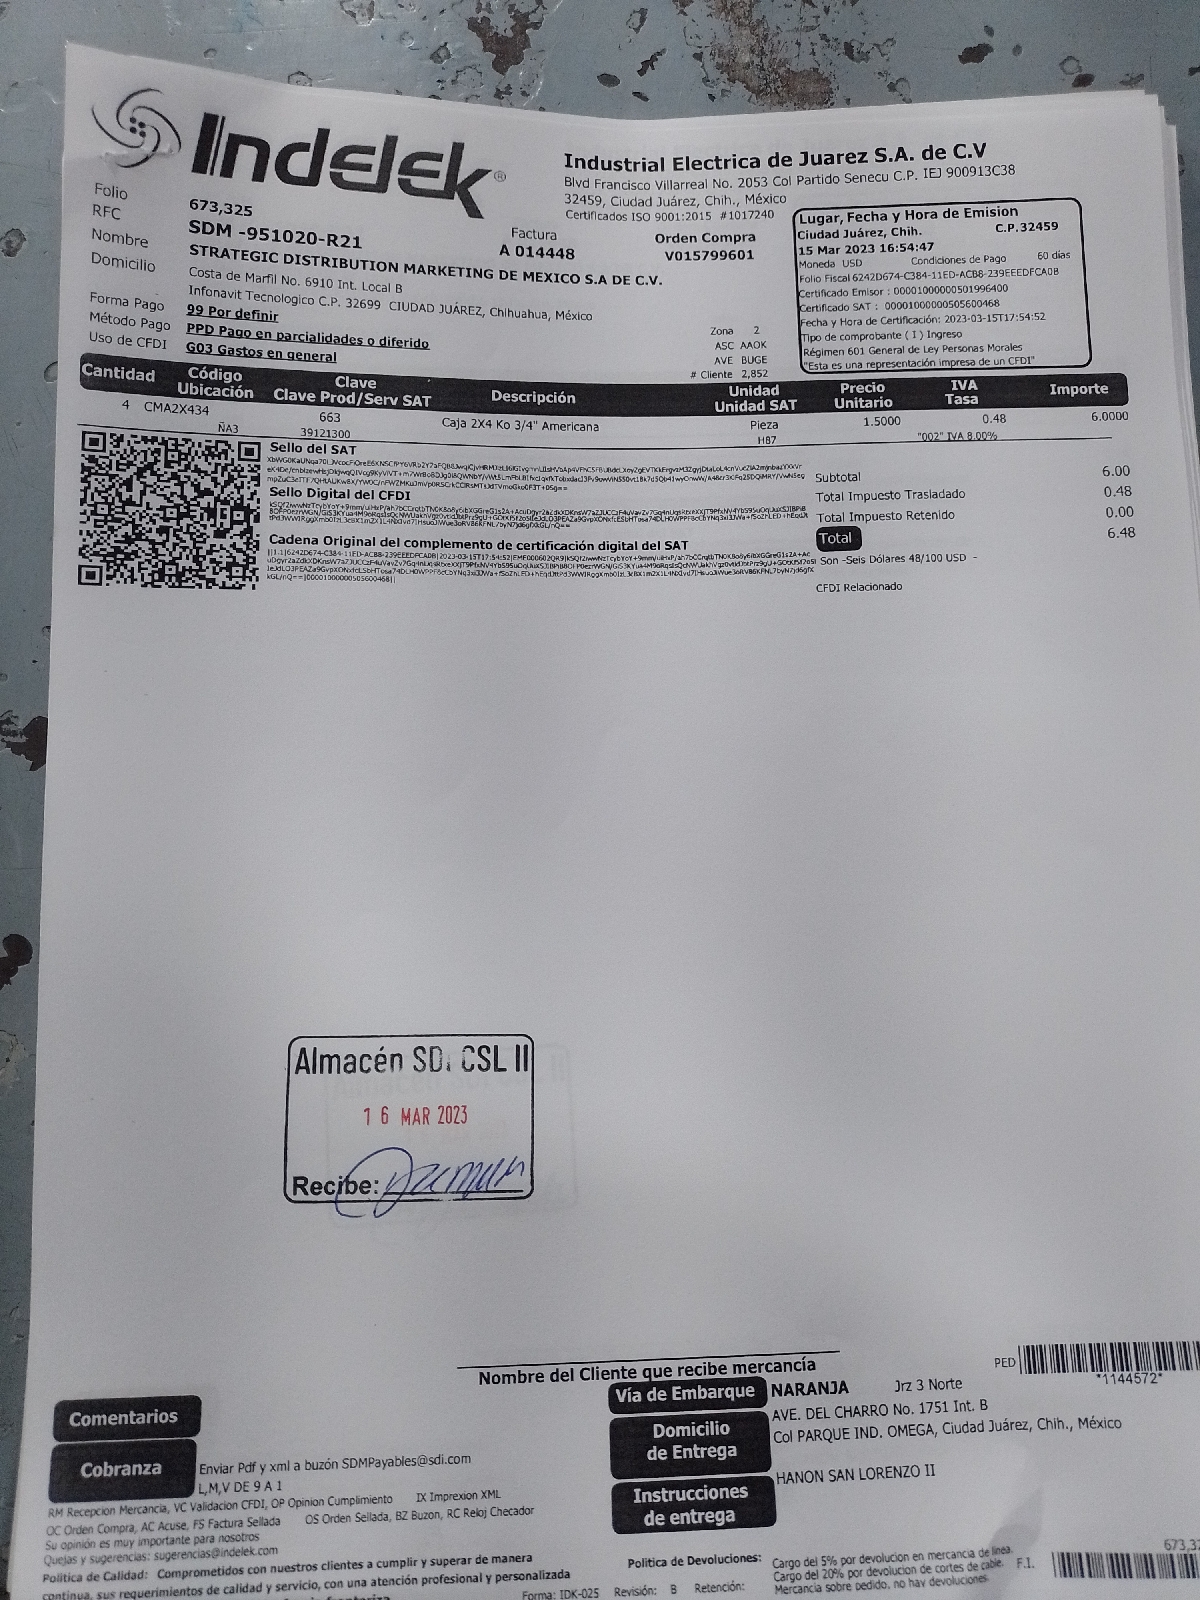 Indelek®
Industrial Electrica de Juarez S.A. de C.V
Blvd Francisco Villarreal No. 2053 Col Partido Senecu C.P. IEJ 900913C38
32459, Ciudad Juárez, Chih., México
Certificados ISO 9001:2015 #1017240
Folio 673,325
Factura
A 014448
Orden Compra
V015799601
RFC SDM -951020-R21
Nombre STRATEGIC DISTRIBUTION MARKETING DE MEXICO S.A DE C.V.
Domicilio Costa de Marfil No. 6910 Int. Local B
Infonavit Tecnologico C.P. 32699 CIUDAD JUÁREZ, Chihuahua, México
Forma Pago 99 Por definir
Método Pago PPD Pago en parcialidades o diferido
Uso de CFDI G03 Gastos en general
Zona 2
ASC AAOK
AVE BUGE
# Cliente 2,852
Lugar, Fecha y Hora de Emision
Ciudad Juárez, Chih. C.P.32459
15 Mar 2023 16:54:47
Moneda USD Condiciones de Pago 60 días
Folio Fiscal 6242D674-C384-11ED-ACB8-239EEEDFCA0B
Certificado Emisor : 00001000000501996400
Certificado SAT : 00001000000505600468
Fecha y Hora de Certificación: 2023-03-15T17:54:52
Tipo de comprobante ( I ) Ingreso
Régimen 601 General de Ley Personas Morales
"Esta es una representación impresa de un CFDI"
Cantidad Código Ubicación Clave Clave Prod/Serv SAT Descripción Unidad Unidad SAT Precio Unitario IVA Tasa Importe
4 CMA2X434 663 Caja 2X4 Ko 3/4" Americana Pieza 1.5000 0.48 6.0000
ÑA3 39121300 H87 "002" IVA 8.00%
Sello del SAT
Sello Digital del CFDI
Cadena Original del complemento de certificación digital del SAT
Subtotal 6.00
Total Impuesto Trasladado 0.48
Total Impuesto Retenido 0.00
Total 6.48
Son -Seis Dólares 48/100 USD -
CFDI Relacionado
Almacén SDI CSL II
16 MAR 2023
Recibe:
Nombre del Cliente que recibe mercancía
PED *1144572*
Vía de Embarque NARANJA Jrz 3 Norte
Domicilio de Entrega AVE. DEL CHARRO No. 1751 Int. B
Col PARQUE IND. OMEGA, Ciudad Juárez, Chih., México
Instrucciones de entrega HANON SAN LORENZO II
Comentarios
Cobranza Enviar Pdf y xml a buzón SDMPayables@sdi.com
L,M,V DE 9 A 1
RM Recepcion Mercancia, VC Validacion CFDI, OP Opinion Cumplimiento IX Imprexion XML
OC Orden Compra, AC Acuse, FS Factura Sellada OS Orden Sellada, BZ Buzon, RC Reloj Checador
Su opinión es muy importante para nosotros
Quejas y sugerencias: sugerencias@indelek.com
Politica de Calidad: Comprometidos con nuestros clientes a cumplir y superar de manera
continua, sus requerimientos de calidad y servicio, con una atención profesional y personalizada
Forma: IDK-025 Revisión: B Retención:
Politica de Devoluciones: Cargo del 5% por devolucion en mercancia de linea.
Cargo del 20% por devolucion de cortes de cable.
Mercancia sobre pedido, no hay devoluciones.
F.I.
673,32